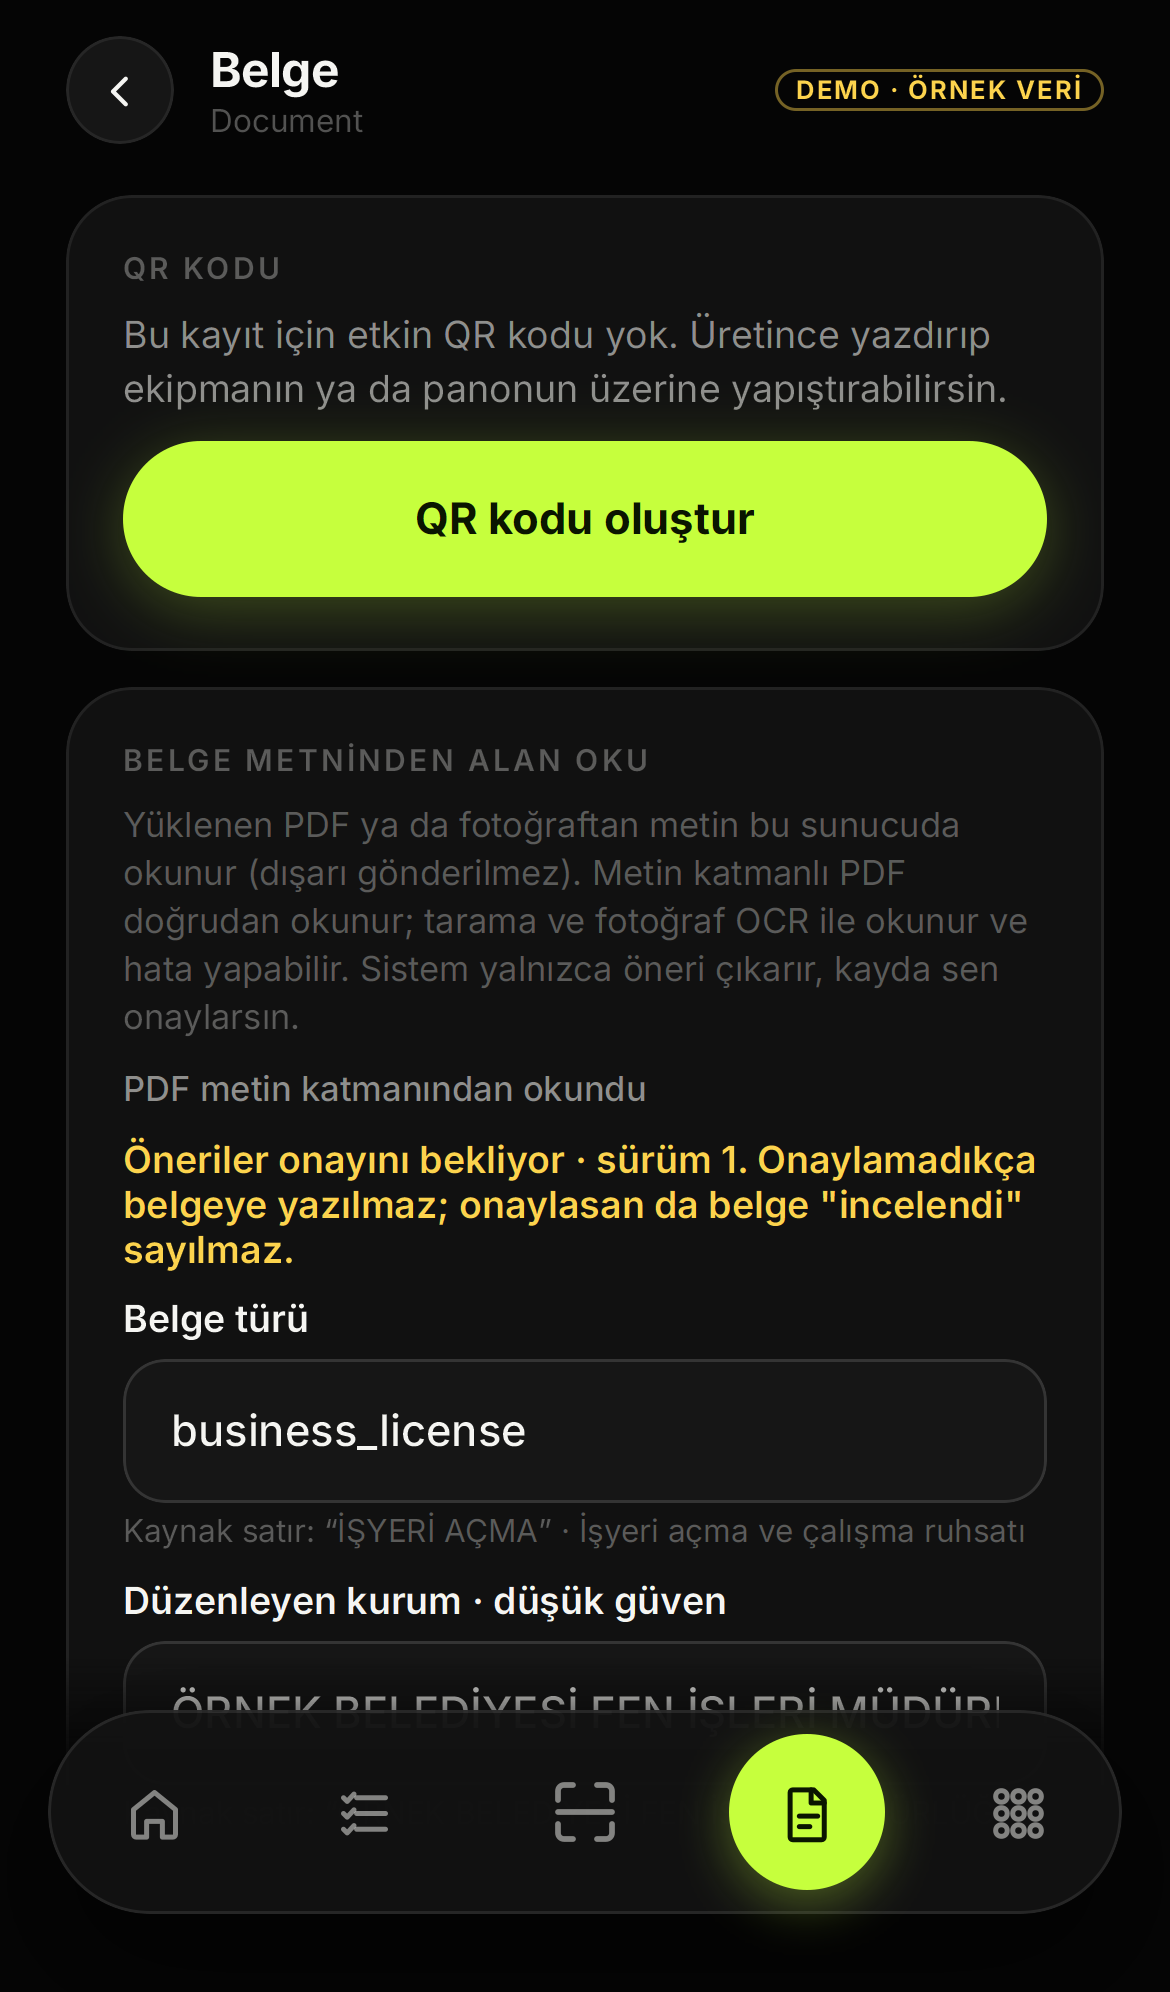 Belge
Document
DEMO · ÖRNEK VERİ
QR KODU
Bu kayıt için etkin QR kodu yok. Üretince yazdırıp
ekipmanın ya da panonun üzerine yapıştırabilirsin.
QR kodu oluştur
BELGE METNİNDEN ALAN OKU
Yüklenen PDF ya da fotoğraftan metin bu sunucuda
okunur (dışarı gönderilmez). Metin katmanlı PDF
doğrudan okunur; tarama ve fotoğraf OCR ile okunur ve
hata yapabilir. Sistem yalnızca öneri çıkarır, kayda sen
onaylarsın.
PDF metin katmanından okundu
Öneriler onayını bekliyor · sürüm 1. Onaylamadıkça
belgeye yazılmaz; onaylasan da belge "incelendi"
sayılmaz.
Belge türü
business_license
Kaynak satır: “İŞYERİ AÇMA” · İşyeri açma ve çalışma ruhsatı
Düzenleyen kurum · düşük güven
ÖRNEK BELEDİYESİ FEN İŞLERİ